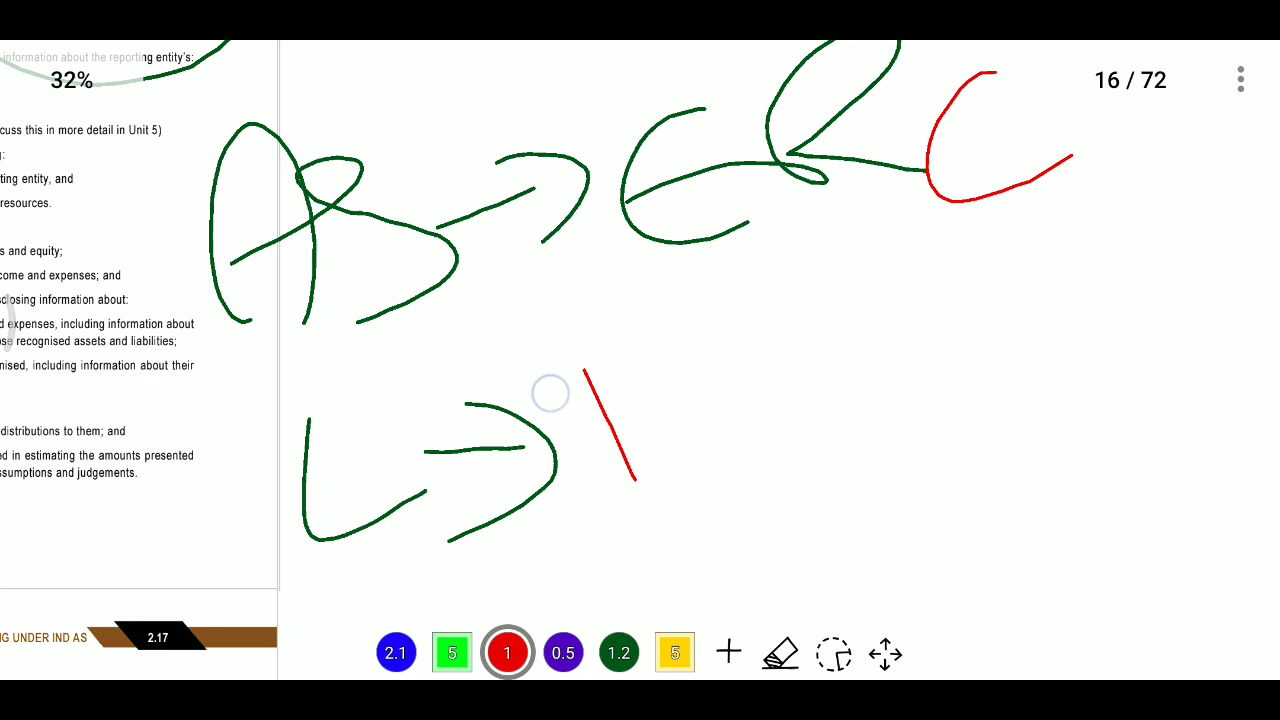 information about the reporting entity's:
32%
16 / 72
cuss this in more detail in Unit 5)
g:
ting entity, and
resources.
s and equity;
come and expenses; and
sclosing information about:
d expenses, including information about
ose recognised assets and liabilities;
nised, including information about their
distributions to them; and
ed in estimating the amounts presented
ssumptions and judgements.
L
NG UNDER IND AS
2.17
2.1 5 1 0.5 1.2 5